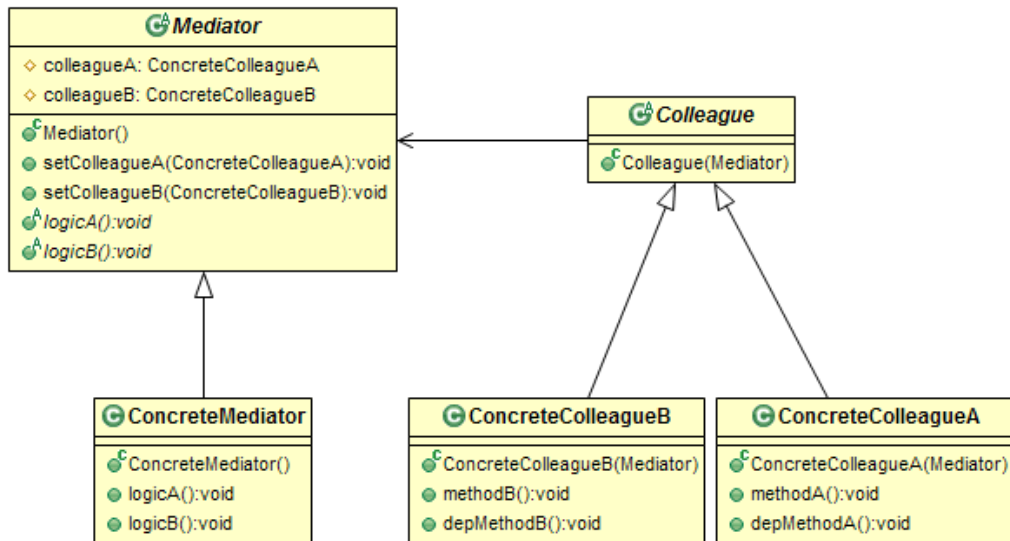 Mediator
colleagueA: ConcreteColleagueA
colleagueB: ConcreteColleagueB
Mediator()
setColleagueA(ConcreteColleagueA):void
setColleagueB(ConcreteColleagueB):void
logicA():void
logicB():void
Colleague
Colleague(Mediator)
ConcreteMediator
ConcreteMediator()
logicA():void
logicB():void
ConcreteColleagueB
ConcreteColleagueB(Mediator)
methodB():void
depMethodB():void
ConcreteColleagueA
ConcreteColleagueA(Mediator)
methodA():void
depMethodA():void